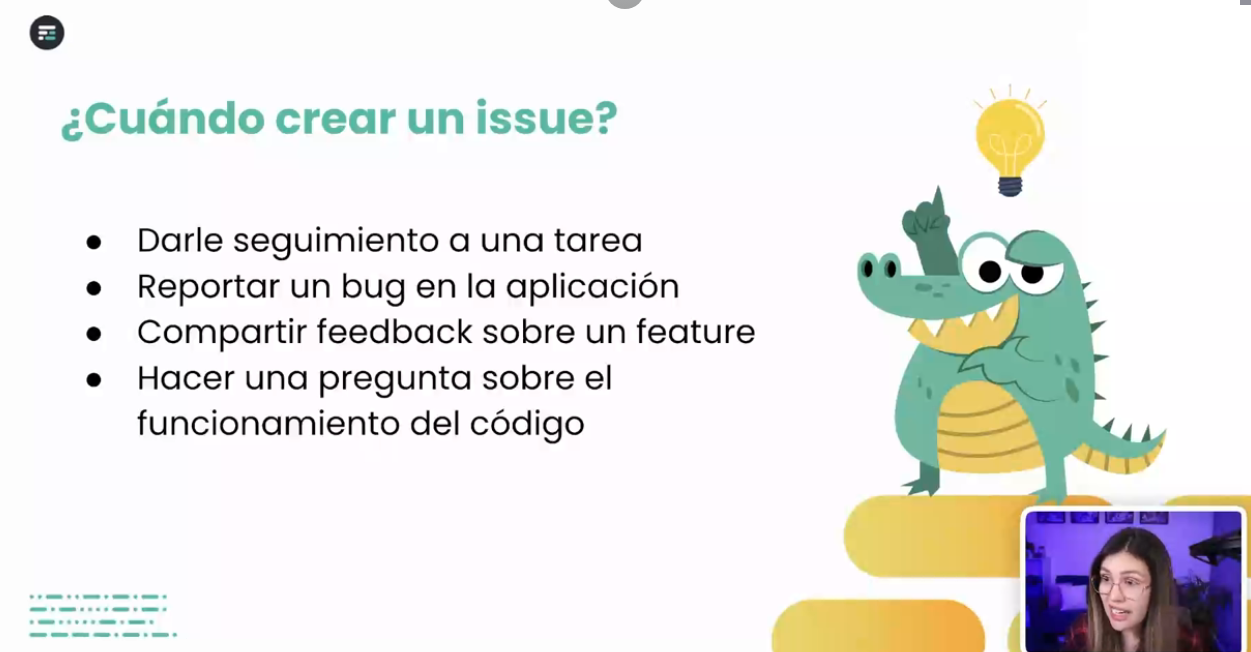 ¿Cuándo crear un issue?
● Darle seguimiento a una tarea
● Reportar un bug en la aplicación
● Compartir feedback sobre un feature
● Hacer una pregunta sobre el
funcionamiento del código